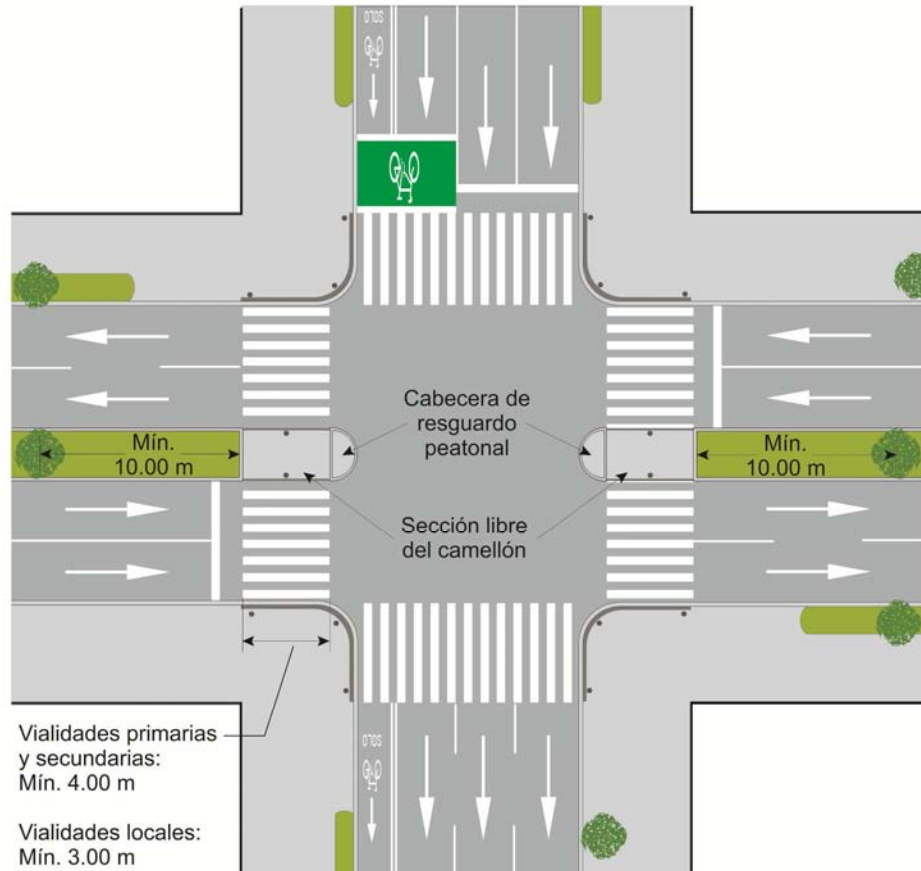 SOLO
Cabecera de
resguardo
peatonal
Mín.
10.00 m
Mín.
10.00 m
Sección libre
del camellón
Vialidades primarias
y secundarias:
Mín. 4.00 m
Vialidades locales:
Mín. 3.00 m
SOLO